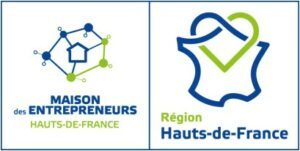 MAISON
des ENTREPRENEURS
HAUTS-DE-FRANCE
Région
Hauts-de-France